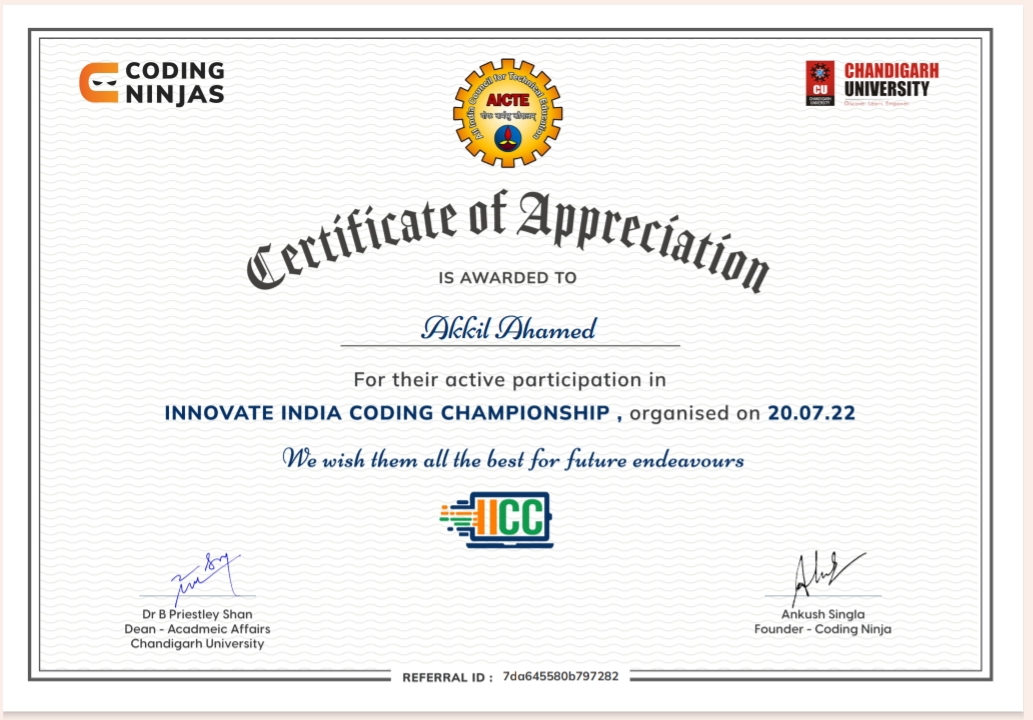 CODING
NINJAS
All India Council for Technical Education
AICTE
CU
CHANDIGARH
UNIVERSITY
CHANDIGARH
UNIVERSITY
Discover. Learn. Empower.
Certificate of Appreciation
IS AWARDED TO
Akkil Ahamed
For their active participation in
INNOVATE INDIA CODING CHAMPIONSHIP , organised on 20.07.22
We wish them all the best for future endeavours
IICC
Dr B Priestley Shan
Dean - Acadmeic Affairs
Chandigarh University
Ankush Singla
Founder - Coding Ninja
REFERRAL ID : 7da645580b797282